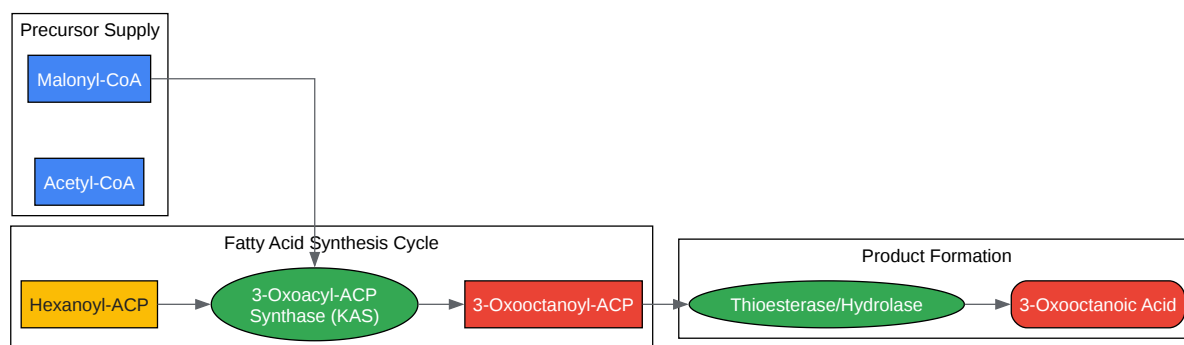 Precursor Supply
Malonyl-CoA
Acetyl-CoA
Fatty Acid Synthesis Cycle
Hexanoyl-ACP
3-Oxoacyl-ACP
Synthase (KAS)
3-Oxooctanoyl-ACP
Product Formation
Thioesterase/Hydrolase
3-Oxooctanoic Acid